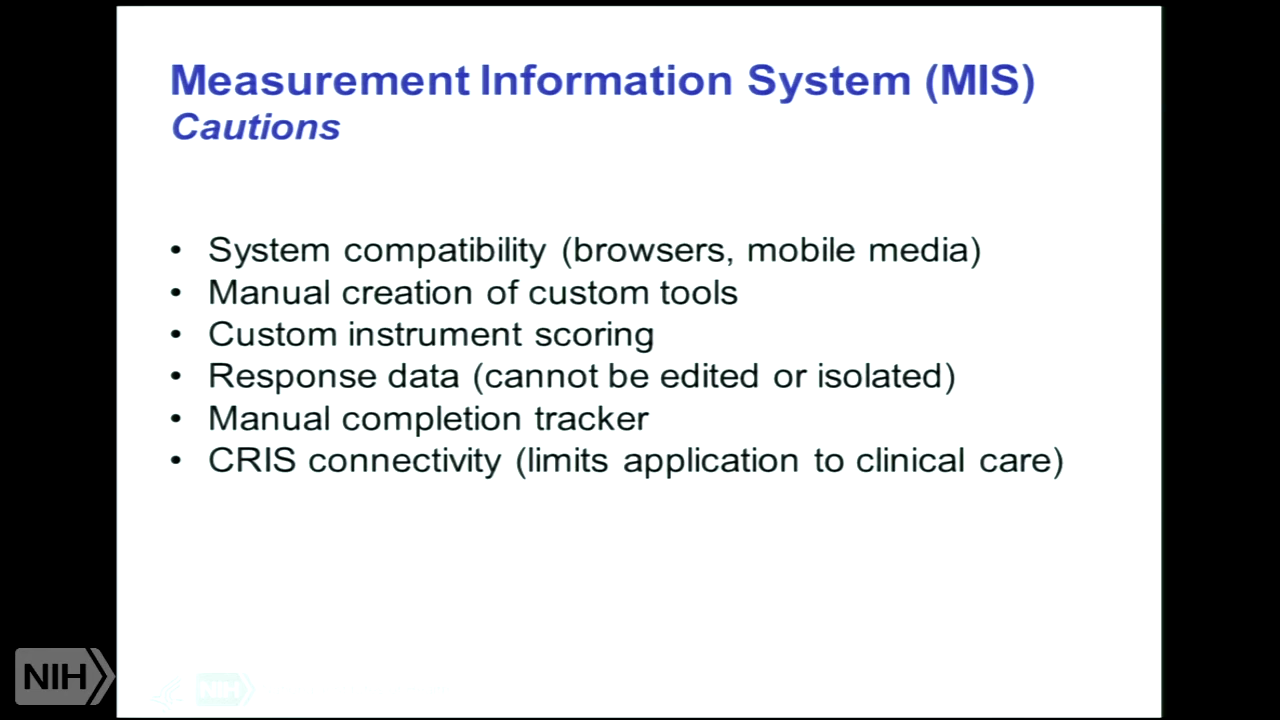 Measurement Information System (MIS)
Cautions
• System compatibility (browsers, mobile media)
• Manual creation of custom tools
• Custom instrument scoring
• Response data (cannot be edited or isolated)
• Manual completion tracker
• CRIS connectivity (limits application to clinical care)
NIH
NIH